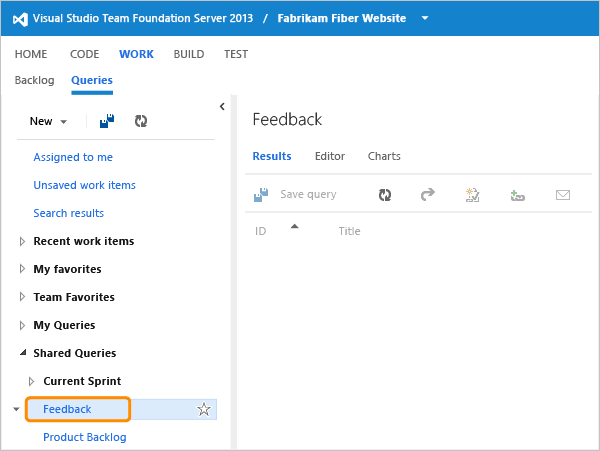 Visual Studio Team Foundation Server 2013 / Fabrikam Fiber Website
HOME CODE WORK BUILD TEST
Backlog Queries
New
Assigned to me
Unsaved work items
Search results
Recent work items
My favorites
Team Favorites
My Queries
Shared Queries
Current Sprint
Feedback
Product Backlog
Feedback
Results Editor Charts
Save query
ID Title